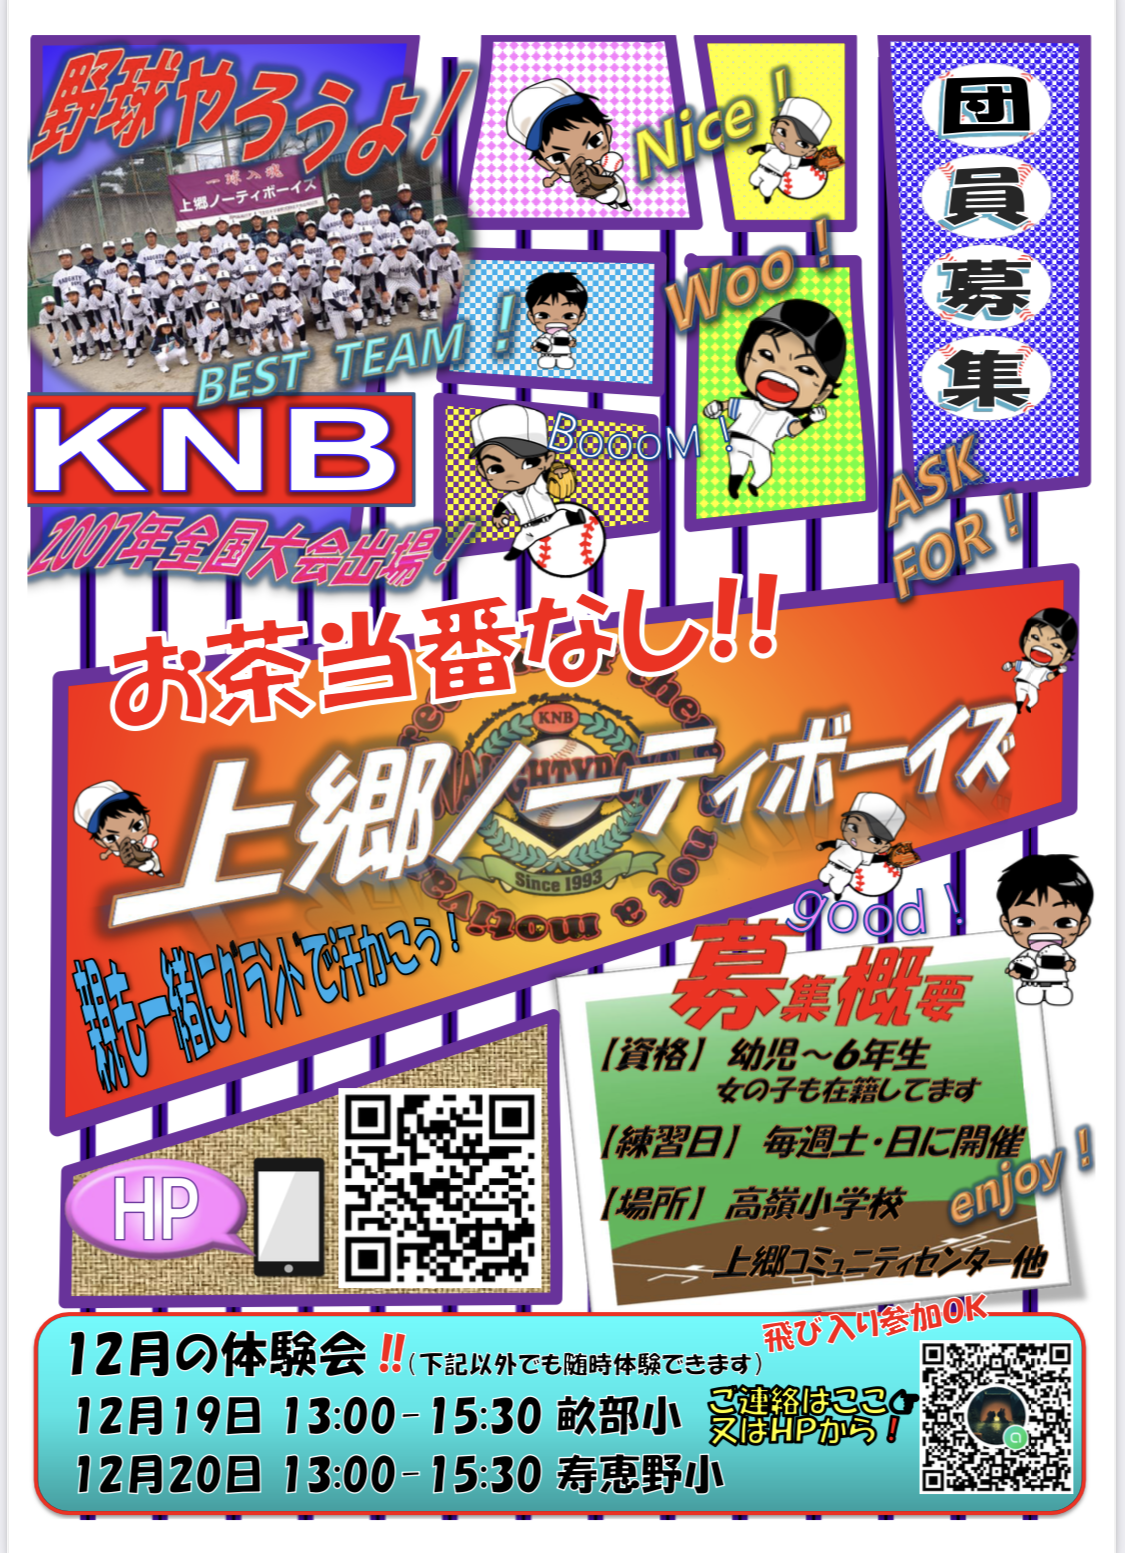 野球やろうよ！
一球入魂
上郷ノーティボーイズ
BEST TEAM！
Nice！
Woo！
BoooM！
団員募集
ASK
FOR！
KNB
2007年全国大会出場！
お茶当番なし!!
KNB
上郷ノーティボーイズ
Since 1993
not a motiva
親も一緒にグランドで汗かこう！
good！
募集概要
【資格】 幼児～6年生
女の子も在籍してます
【練習日】 毎週土・日に開催
【場所】 高嶺小学校
上郷コミュニティセンター他
enjoy！
HP
12月の体験会!!(下記以外でも随時体験できます)
飛び入り参加OK
12月19日 13:00-15:30 畝部小
12月20日 13:00-15:30 寿恵野小
ご連絡はここ
又はHPから！